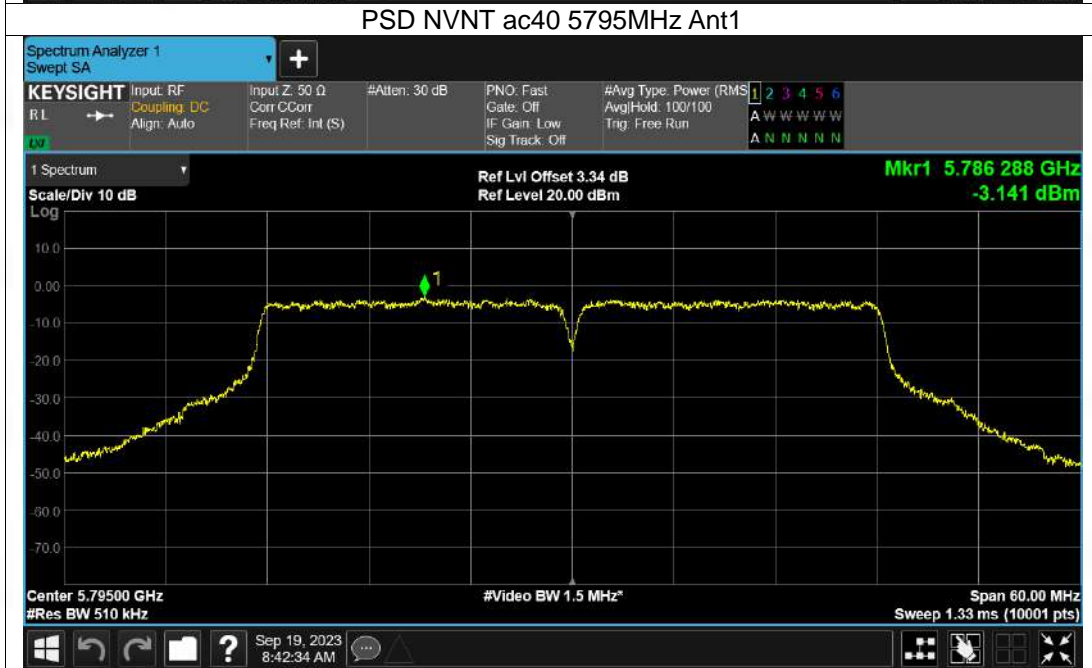 PSD NVNT ac40 5795MHz Ant1
Spectrum Analyzer 1
Swept SA
+
KEYSIGHT
RL
LXI
Input: RF
Coupling: DC
Align: Auto
Input Z: 50 Ω
Corr CCorr
Freq Ref: Int (S)
#Atten: 30 dB
PNO: Fast
Gate: Off
IF Gain: Low
Sig Track: Off
#Avg Type: Power (RMS
Avg|Hold: 100/100
Trig: Free Run
1 2 3 4 5 6
A W W W W W
A N N N N N
1 Spectrum
Scale/Div 10 dB
Log
Ref Lvl Offset 3.34 dB
Ref Level 20.00 dBm
Mkr1 5.786 288 GHz
-3.141 dBm
10.0
0.00
-10.0
-20.0
-30.0
-40.0
-50.0
-60.0
-70.0
1
Center 5.79500 GHz
#Res BW 510 kHz
#Video BW 1.5 MHz*
Span 60.00 MHz
Sweep 1.33 ms (10001 pts)
?
Sep 19, 2023
8:42:34 AM